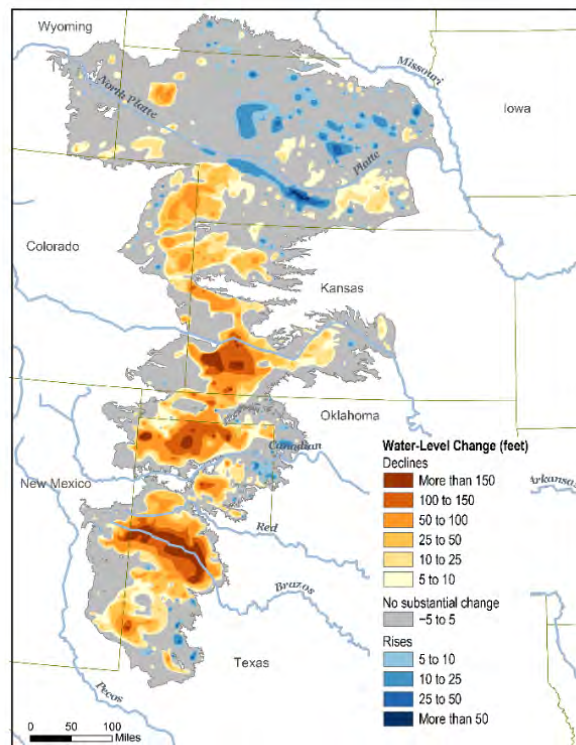 Wyoming
Missouri
North Platte
Iowa
Platte
Colorado
Kansas
Oklahoma
Canadian
New Mexico
Arkansas
Red
Brazos
Texas
Pecos
Water-Level Change (feet)
Declines
More than 150
100 to 150
50 to 100
25 to 50
10 to 25
5 to 10
No substantial change
−5 to 5
Rises
5 to 10
10 to 25
25 to 50
More than 50
0 50 100
Miles